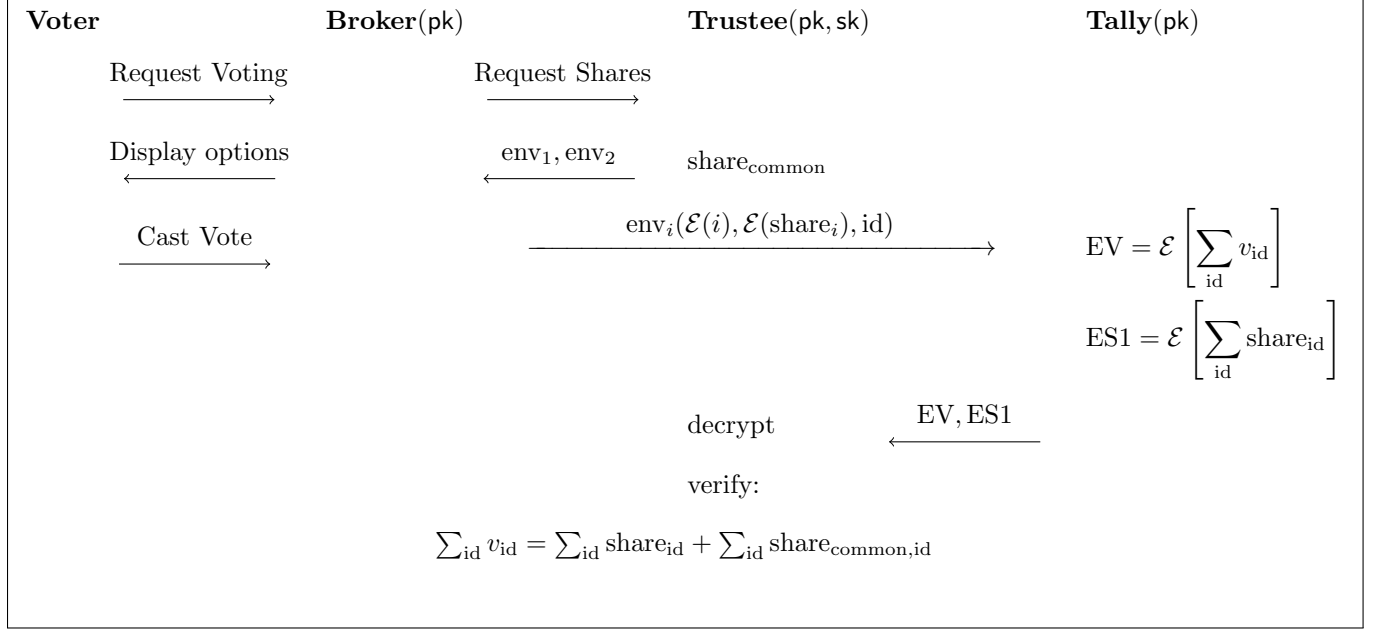 Voter Broker(pk) Trustee(pk, sk) Tally(pk)
Request Voting Request Shares
Display options env₁, env₂ share_common
Cast Vote env_i(ℰ(i), ℰ(share_i), id) EV = ℰ[∑_id v_id]
ES1 = ℰ[∑_id share_id]
decrypt EV, ES1
verify:
∑_id v_id = ∑_id share_id + ∑_id share_common,id